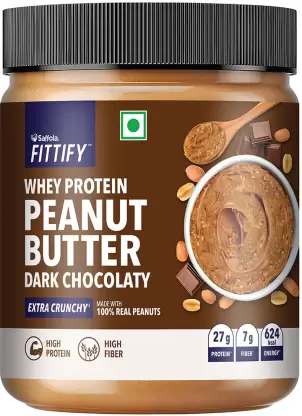 Saffola
FITTIFY™
WHEY PROTEIN
PEANUT
BUTTER
DARK CHOCOLATY
EXTRA CRUNCHY*
MADE WITH
100% REAL PEANUTS
HIGH
PROTEIN
HIGH
FIBER
27g
PROTEIN^
7g
FIBER^
624
kcal
ENERGY^